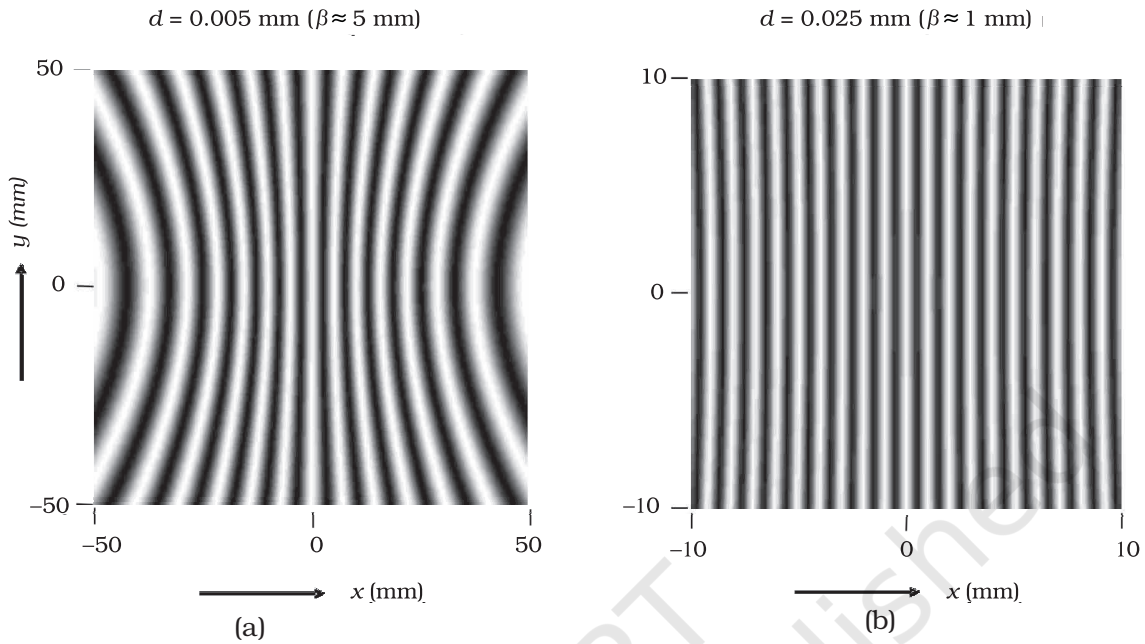 d = 0.005 mm (β ≈ 5 mm)
50
0
−50
y (mm)
−50 0 50
x (mm)
(a)
d = 0.025 mm (β ≈ 1 mm)
10
0
−10
−10 0 10
x (mm)
(b)